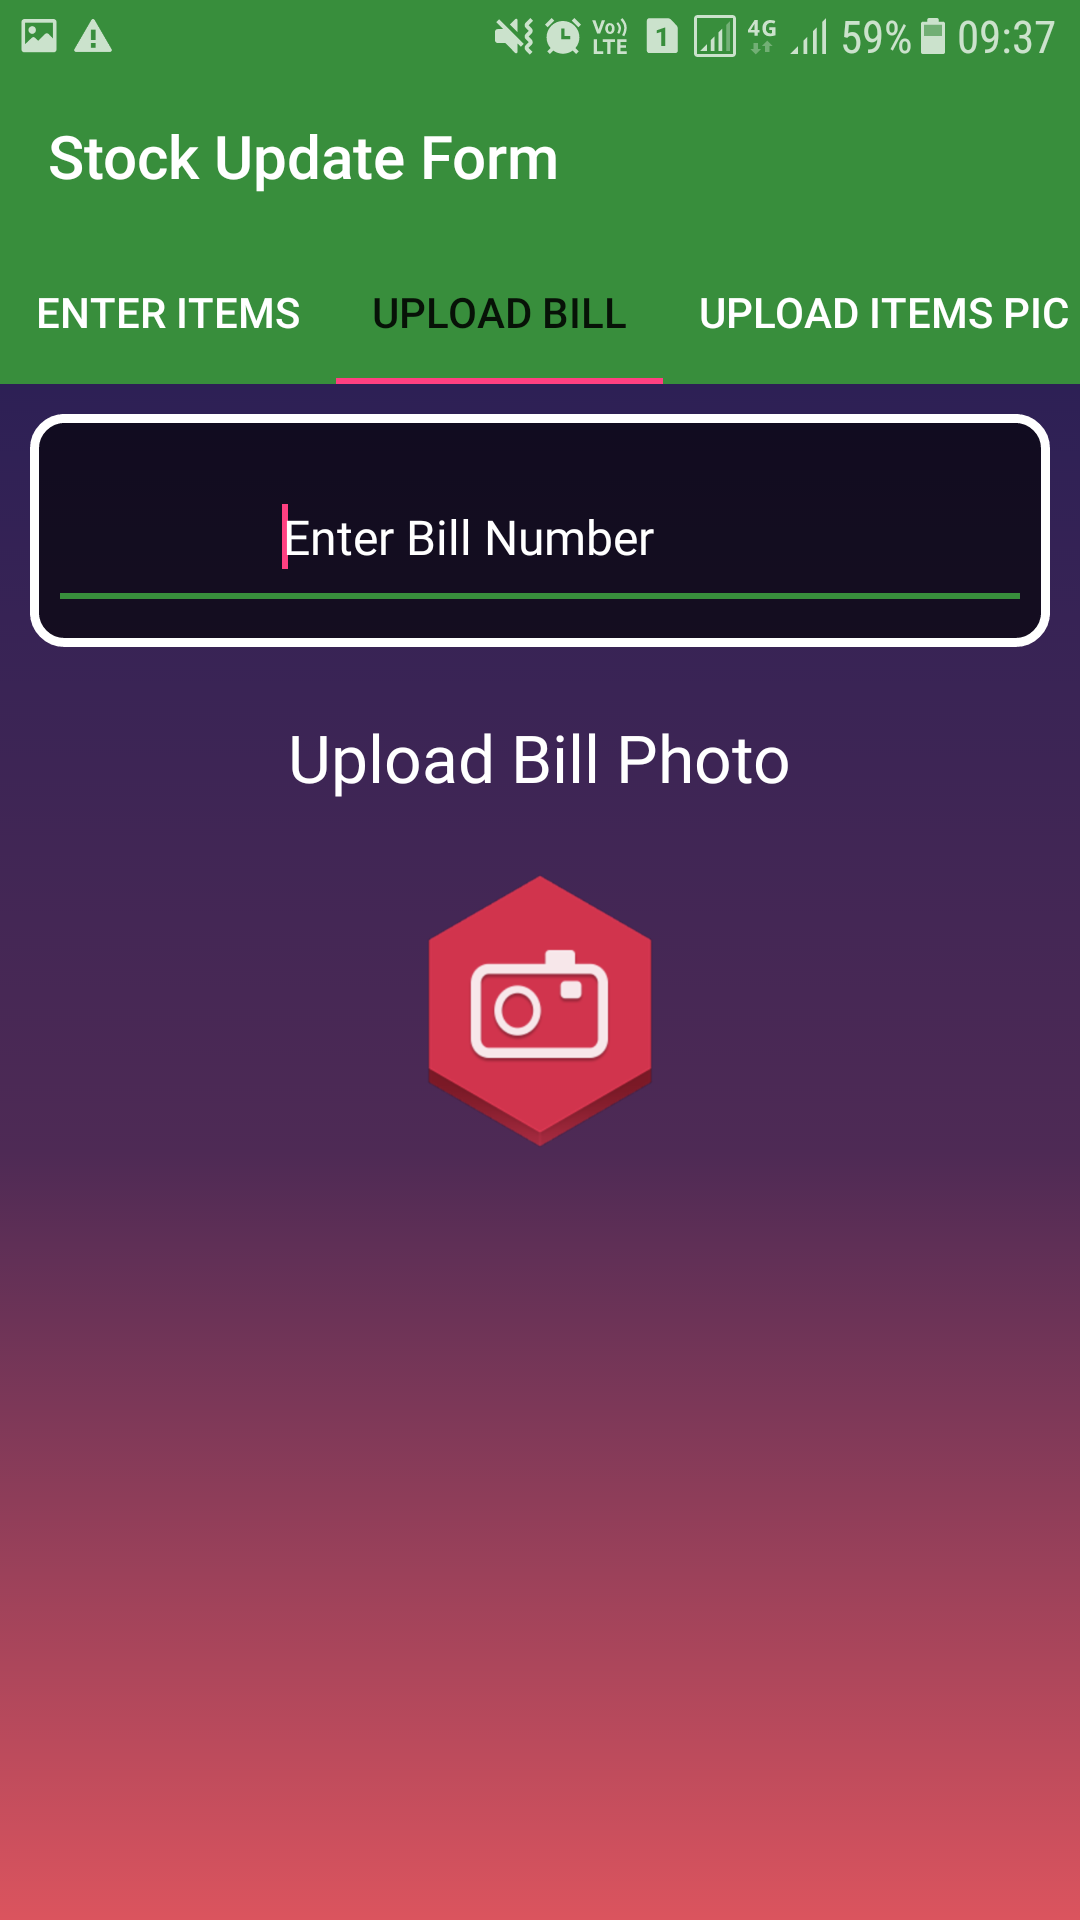 Vo)) LTE 1 4G 59% 09:37
Stock Update Form
ENTER ITEMS UPLOAD BILL UPLOAD ITEMS PIC
Enter Bill Number
Upload Bill Photo